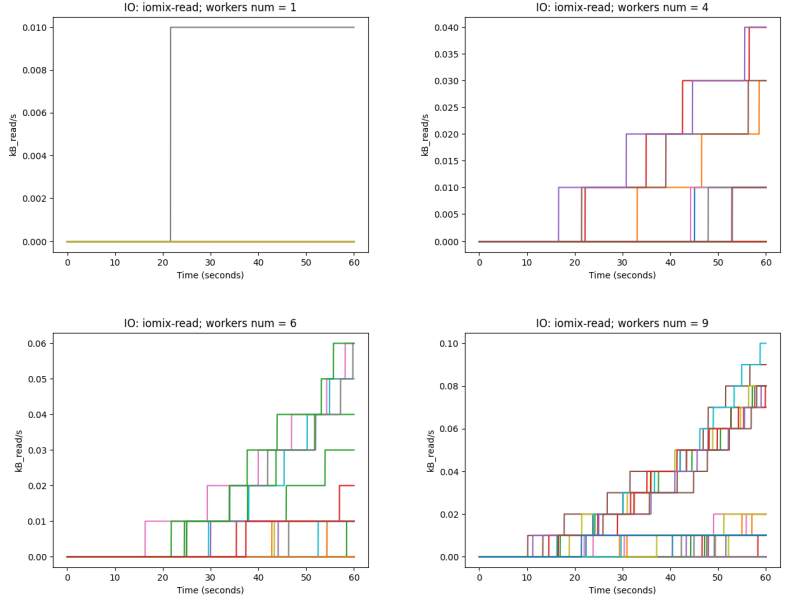 IO: iomix-read; workers num = 1
0.010
0.008
0.006
0.004
0.002
0.000
kB_read/s
0 10 20 30 40 50 60
Time (seconds)
IO: iomix-read; workers num = 4
0.040
0.035
0.030
0.025
0.020
0.015
0.010
0.005
0.000
kB_read/s
0 10 20 30 40 50 60
Time (seconds)
IO: iomix-read; workers num = 6
0.06
0.05
0.04
0.03
0.02
0.01
0.00
kB_read/s
0 10 20 30 40 50 60
Time (seconds)
IO: iomix-read; workers num = 9
0.10
0.08
0.06
0.04
0.02
0.00
kB_read/s
0 10 20 30 40 50 60
Time (seconds)